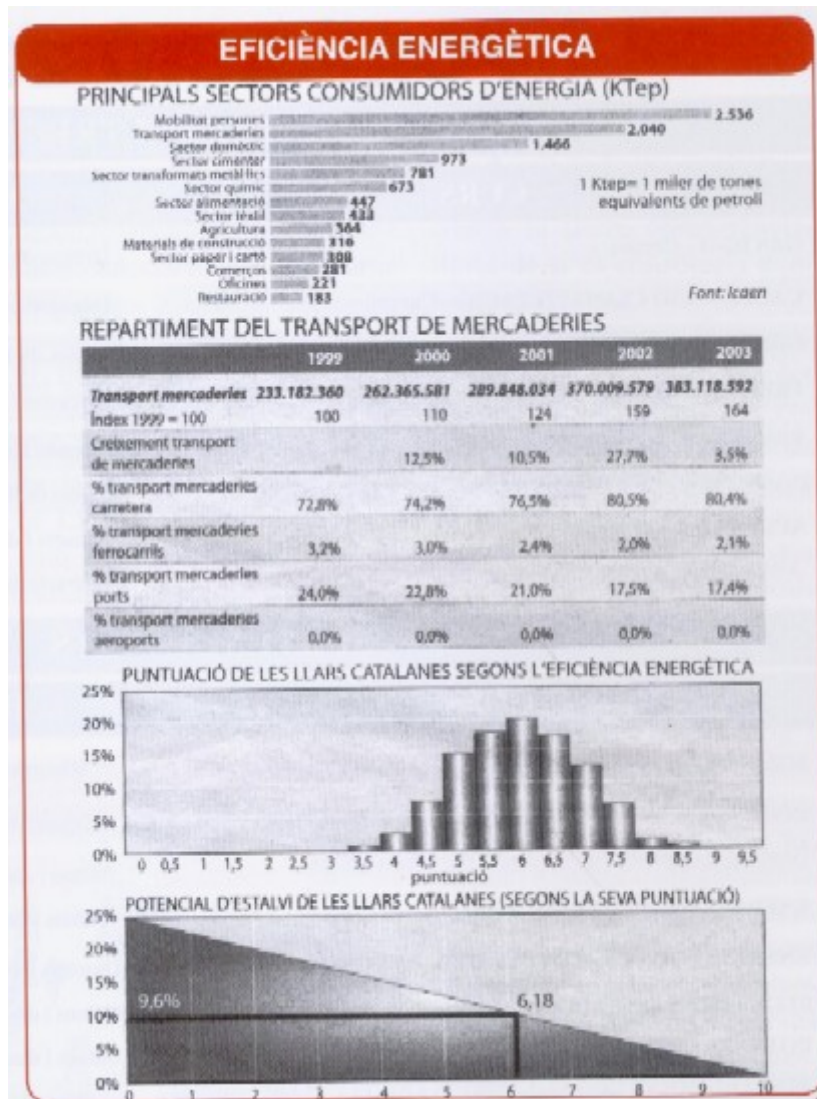 EFICIÈNCIA ENERGÈTICA
PRINCIPALS SECTORS CONSUMIDORS D'ENERGIA (KTep)
Mobilitat persones 2.536
Transport mercaderies 2.040
Sector domèstic 1.466
Sector cimenter 973
Sector transformats metàl·lics 781
Sector químic 673
Sector alimentació 447
Sector tèxtil 433
Agricultura 364
Materials de construcció 316
Sector paper i cartó 308
Comerços 281
Oficines 221
Restauració 183
1 Ktep= 1 miler de tones
equivalents de petroli
Font: Icaen
REPARTIMENT DEL TRANSPORT DE MERCADERIES
1999 2000 2001 2002 2003
Transport mercaderies 233.182.360 262.365.581 289.848.034 370.009.579 383.118.592
Índex 1999 = 100 100 110 124 159 164
Creixement transport
de mercaderies 12,5% 10,5% 27,7% 3,5%
% transport mercaderies
carretera 72,8% 74,2% 76,5% 80,5% 80,4%
% transport mercaderies
ferrocarrils 3,2% 3,0% 2,4% 2,0% 2,1%
% transport mercaderies
ports 24,0% 22,8% 21,0% 17,5% 17,4%
% transport mercaderies
aeroports 0,0% 0,0% 0,0% 0,0% 0,0%
PUNTUACIÓ DE LES LLARS CATALANES SEGONS L'EFICIÈNCIA ENERGÈTICA
25%
20%
15%
10%
5%
0%
0 0,5 1 1,5 2 2,5 3 3,5 4 4,5 5 5,5 6 6,5 7 7,5 8 8,5 9 9,5
puntuació
POTENCIAL D'ESTALVI DE LES LLARS CATALANES (SEGONS LA SEVA PUNTUACIÓ)
25%
20%
15%
9,6% 6,18
10%
5%
0%
0 1 2 3 4 5 6 7 8 9 10